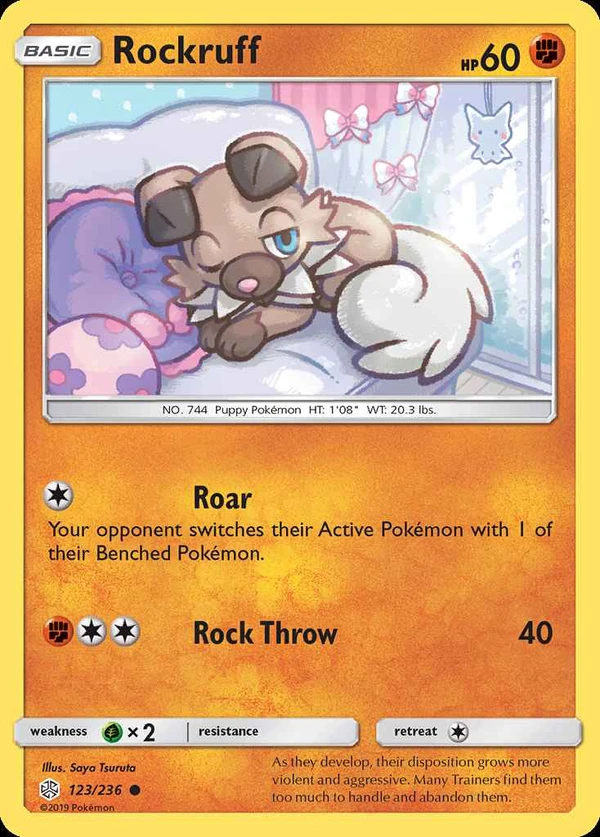 BASIC Rockruff HP60
NO. 744 Puppy Pokémon HT: 1'08" WT: 20.3 lbs.
Roar
Your opponent switches their Active Pokémon with 1 of
their Benched Pokémon.
Rock Throw 40
weakness ×2 resistance retreat
Illus. Saya Tsuruta
123/236
©2019 Pokémon
As they develop, their disposition grows more
violent and aggressive. Many Trainers find them
too much to handle and abandon them.